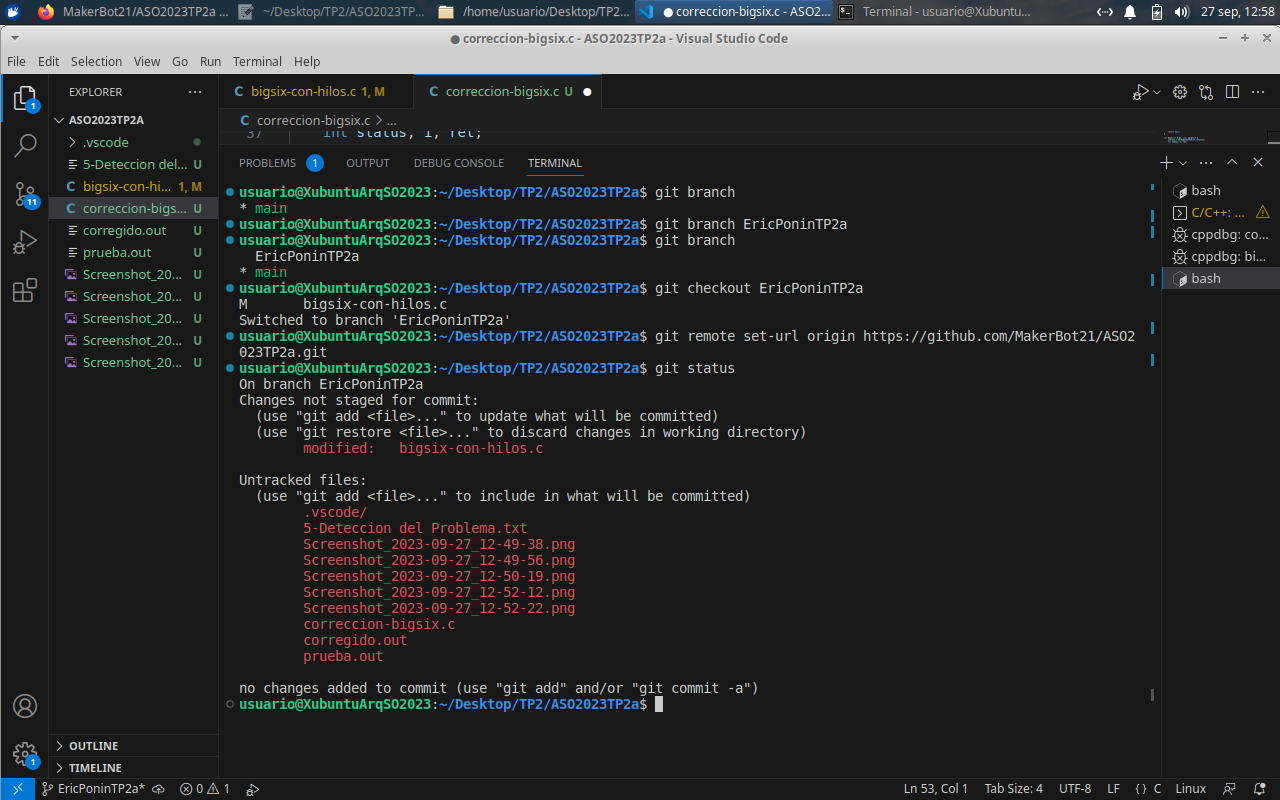 MakerBot21/ASO2023TP2a ...
~/Desktop/TP2/ASO2023TP...
/home/usuario/Desktop/TP2...
● correccion-bigsix.c - ASO2...
Terminal - usuario@Xubuntu...
27 sep, 12:58
● correccion-bigsix.c - ASO2023TP2a - Visual Studio Code
File Edit Selection View Go Run Terminal Help
EXPLORER
ASO2023TP2A
.vscode
5-Deteccion del... U
bigsix-con-hi... 1, M
correccion-bigs... U
corregido.out U
prueba.out U
Screenshot_20... U
Screenshot_20... U
Screenshot_20... U
Screenshot_20... U
Screenshot_20... U
OUTLINE
TIMELINE
1
11
1
C bigsix-con-hilos.c 1, M
C correccion-bigsix.c U ●
C correccion-bigsix.c > ...
37 int status, i, ret;
PROBLEMS 1 OUTPUT DEBUG CONSOLE TERMINAL
usuario@XubuntuArqSO2023:~/Desktop/TP2/ASO2023TP2a$ git branch
* main
usuario@XubuntuArqSO2023:~/Desktop/TP2/ASO2023TP2a$ git branch EricPoninTP2a
usuario@XubuntuArqSO2023:~/Desktop/TP2/ASO2023TP2a$ git branch
EricPoninTP2a
* main
usuario@XubuntuArqSO2023:~/Desktop/TP2/ASO2023TP2a$ git checkout EricPoninTP2a
M bigsix-con-hilos.c
Switched to branch 'EricPoninTP2a'
usuario@XubuntuArqSO2023:~/Desktop/TP2/ASO2023TP2a$ git remote set-url origin https://github.com/MakerBot21/ASO2
023TP2a.git
usuario@XubuntuArqSO2023:~/Desktop/TP2/ASO2023TP2a$ git status
On branch EricPoninTP2a
Changes not staged for commit:
(use "git add <file>..." to update what will be committed)
(use "git restore <file>..." to discard changes in working directory)
modified: bigsix-con-hilos.c
Untracked files:
(use "git add <file>..." to include in what will be committed)
.vscode/
5-Deteccion del Problema.txt
Screenshot_2023-09-27_12-49-38.png
Screenshot_2023-09-27_12-49-56.png
Screenshot_2023-09-27_12-50-19.png
Screenshot_2023-09-27_12-52-12.png
Screenshot_2023-09-27_12-52-22.png
correccion-bigsix.c
corregido.out
prueba.out
no changes added to commit (use "git add" and/or "git commit -a")
usuario@XubuntuArqSO2023:~/Desktop/TP2/ASO2023TP2a$
bash
C/C++: ...
cppdbg: co...
cppdbg: bi...
bash
EricPoninTP2a* 0 1
Ln 53, Col 1 Tab Size: 4 UTF-8 LF { } C Linux